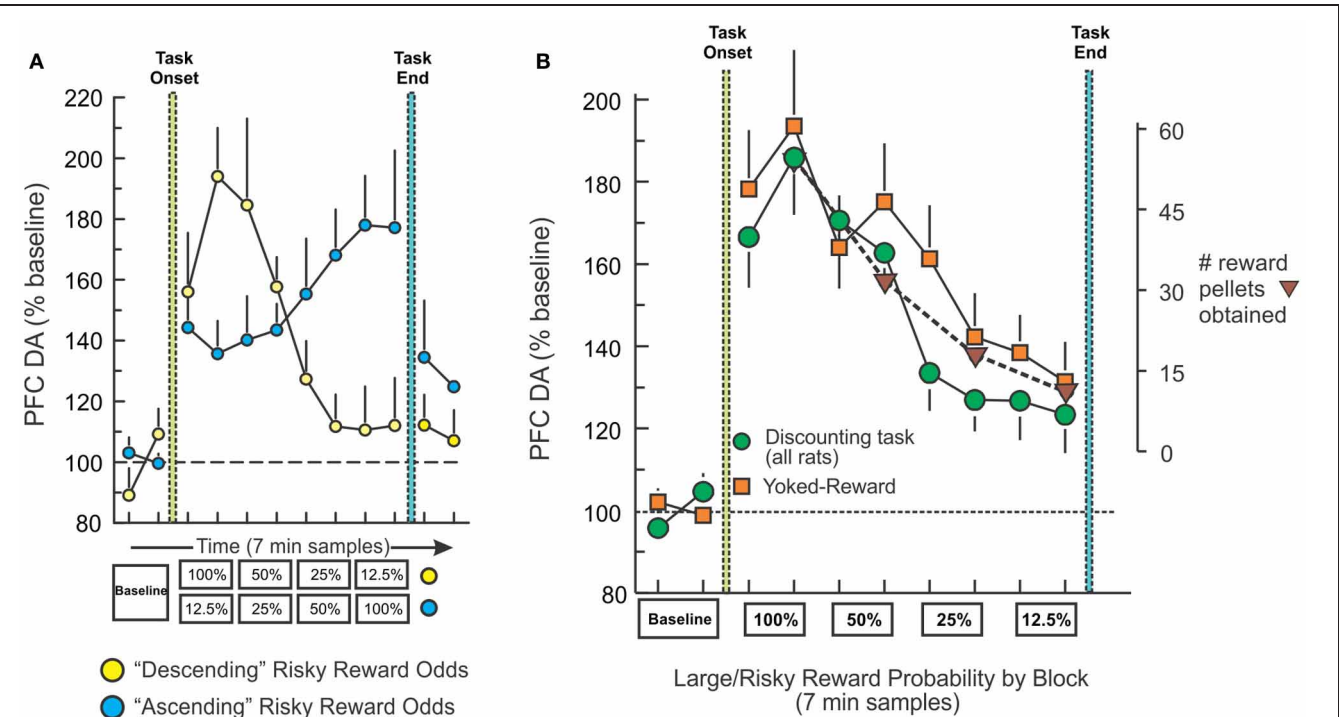 A
Task
Onset
Task
End
220
200
180
160
140
120
100
80
PFC DA (% baseline)
Time (7 min samples)
Baseline
100% 50% 25% 12.5%
12.5% 25% 50% 100%
“Descending” Risky Reward Odds
“Ascending” Risky Reward Odds
B
Task
Onset
Task
End
200
180
160
140
120
100
80
PFC DA (% baseline)
60
45
30
15
0
# reward
pellets
obtained
Discounting task
(all rats)
Yoked-Reward
Baseline 100% 50% 25% 12.5%
Large/Risky Reward Probability by Block
(7 min samples)